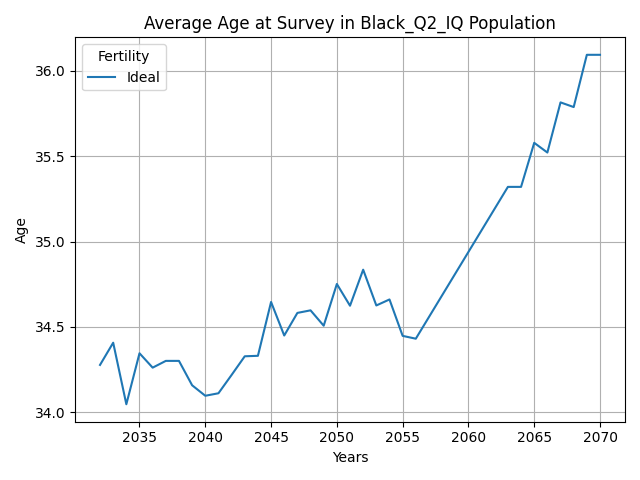 Average Age at Survey in Black_Q2_IQ Population
Fertility
Ideal
36.0
35.5
35.0
34.5
34.0
Age
2035 2040 2045 2050 2055 2060 2065 2070
Years